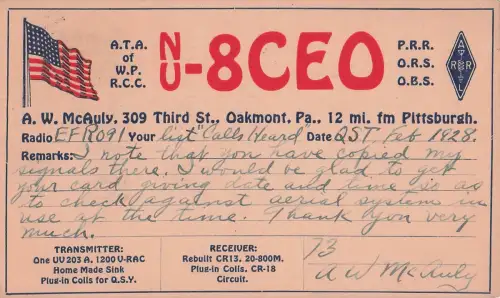 A.T.A.
of
W.P.
R.C.C.
NU-8CEO
P.R.R.
O.R.S.
O.B.S.
A
R R
L
A. W. McAuly, 309 Third St., Oakmont, Pa., 12 mi. fm Pittsburgh.
Radio EFR091 Your list "Calls Heard" Date QST, Feb 1928.
Remarks: I note that you have copied my
signals there. I would be glad to get
your card giving date and time, so as
to check against aerial system in
use at the time. Thank you very
much.
TRANSMITTER:
One UV 203 A. 1200 U-RAC
Home Made Sink
Plug-in Coils for Q.S.Y.
RECEIVER:
Rebuilt CR13, 20-800M.
Plug-in Coils. CR-18
Circuit.
73
A W McAuly